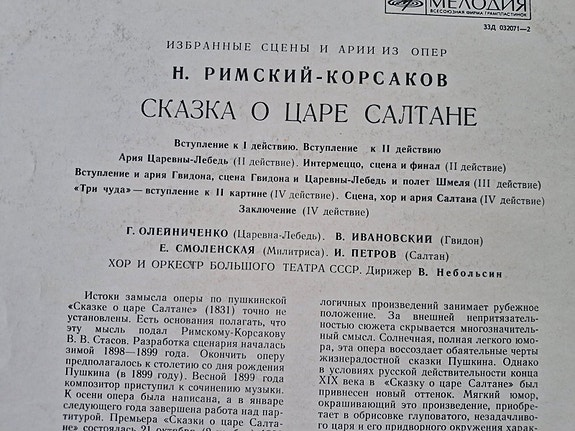 МЕЛОДИЯ
ВСЕСОЮЗНАЯ ФИРМА ГРАМПЛАСТИНОК
33Д 032071—2
ИЗБРАННЫЕ СЦЕНЫ И АРИИ ИЗ ОПЕР
Н. РИМСКИЙ-КОРСАКОВ
СКАЗКА О ЦАРЕ САЛТАНЕ
Вступление к I действию. Вступление к II действию
Ария Царевны-Лебедь (II действие). Интермеццо, сцена и финал (II действие)
Вступление и ария Гвидона, сцена Гвидона и Царевны-Лебедь и полет Шмеля (III действие)
«Три чуда» — вступление к II картине (IV действие). Сцена, хор и ария Салтана (IV действие)
Заключение (IV действие)
Г. ОЛЕЙНИЧЕНКО (Царевна-Лебедь). В. ИВАНОВСКИЙ (Гвидон)
Е. СМОЛЕНСКАЯ (Милитриса). И. ПЕТРОВ (Салтан)
ХОР И ОРКЕСТР БОЛЬШОГО ТЕАТРА СССР. Дирижер В. Небольсин
Истоки замысла оперы по пушкинской
«Сказке о царе Салтане» (1831) точно не
установлены. Есть основания полагать, что
эту мысль подал Римскому-Корсакову
В. В. Стасов. Разработка сценария началась
зимой 1898—1899 года. Окончить оперу
предполагалось к столетию со дня рождения
Пушкина (в 1899 году). Весной 1899 года
композитор приступил к сочинению музыки.
К осени опера была написана, а в январе
следующего года завершена работа над пар-
титурой. Премьера «Сказки о царе Салта-
не» состоялась 21 октября
логичных произведений занимает рубежное
положение. За внешней непритязатель-
ностью сюжета скрывается многозначитель-
ный смысл. Солнечная, полная легкого юмо-
ра, эта опера воссоздает обаятельные черты
жизнерадостной сказки Пушкина. Однако
в условиях русской действительности конца
XIX века в «Сказку о царе Салтане» был
привнесен новый оттенок. Мягкий юмор,
окрашивающий это произведение, приобре-
тает в обрисовке глуповатого, незадачливо-
го царя и его придворного окружения харак-